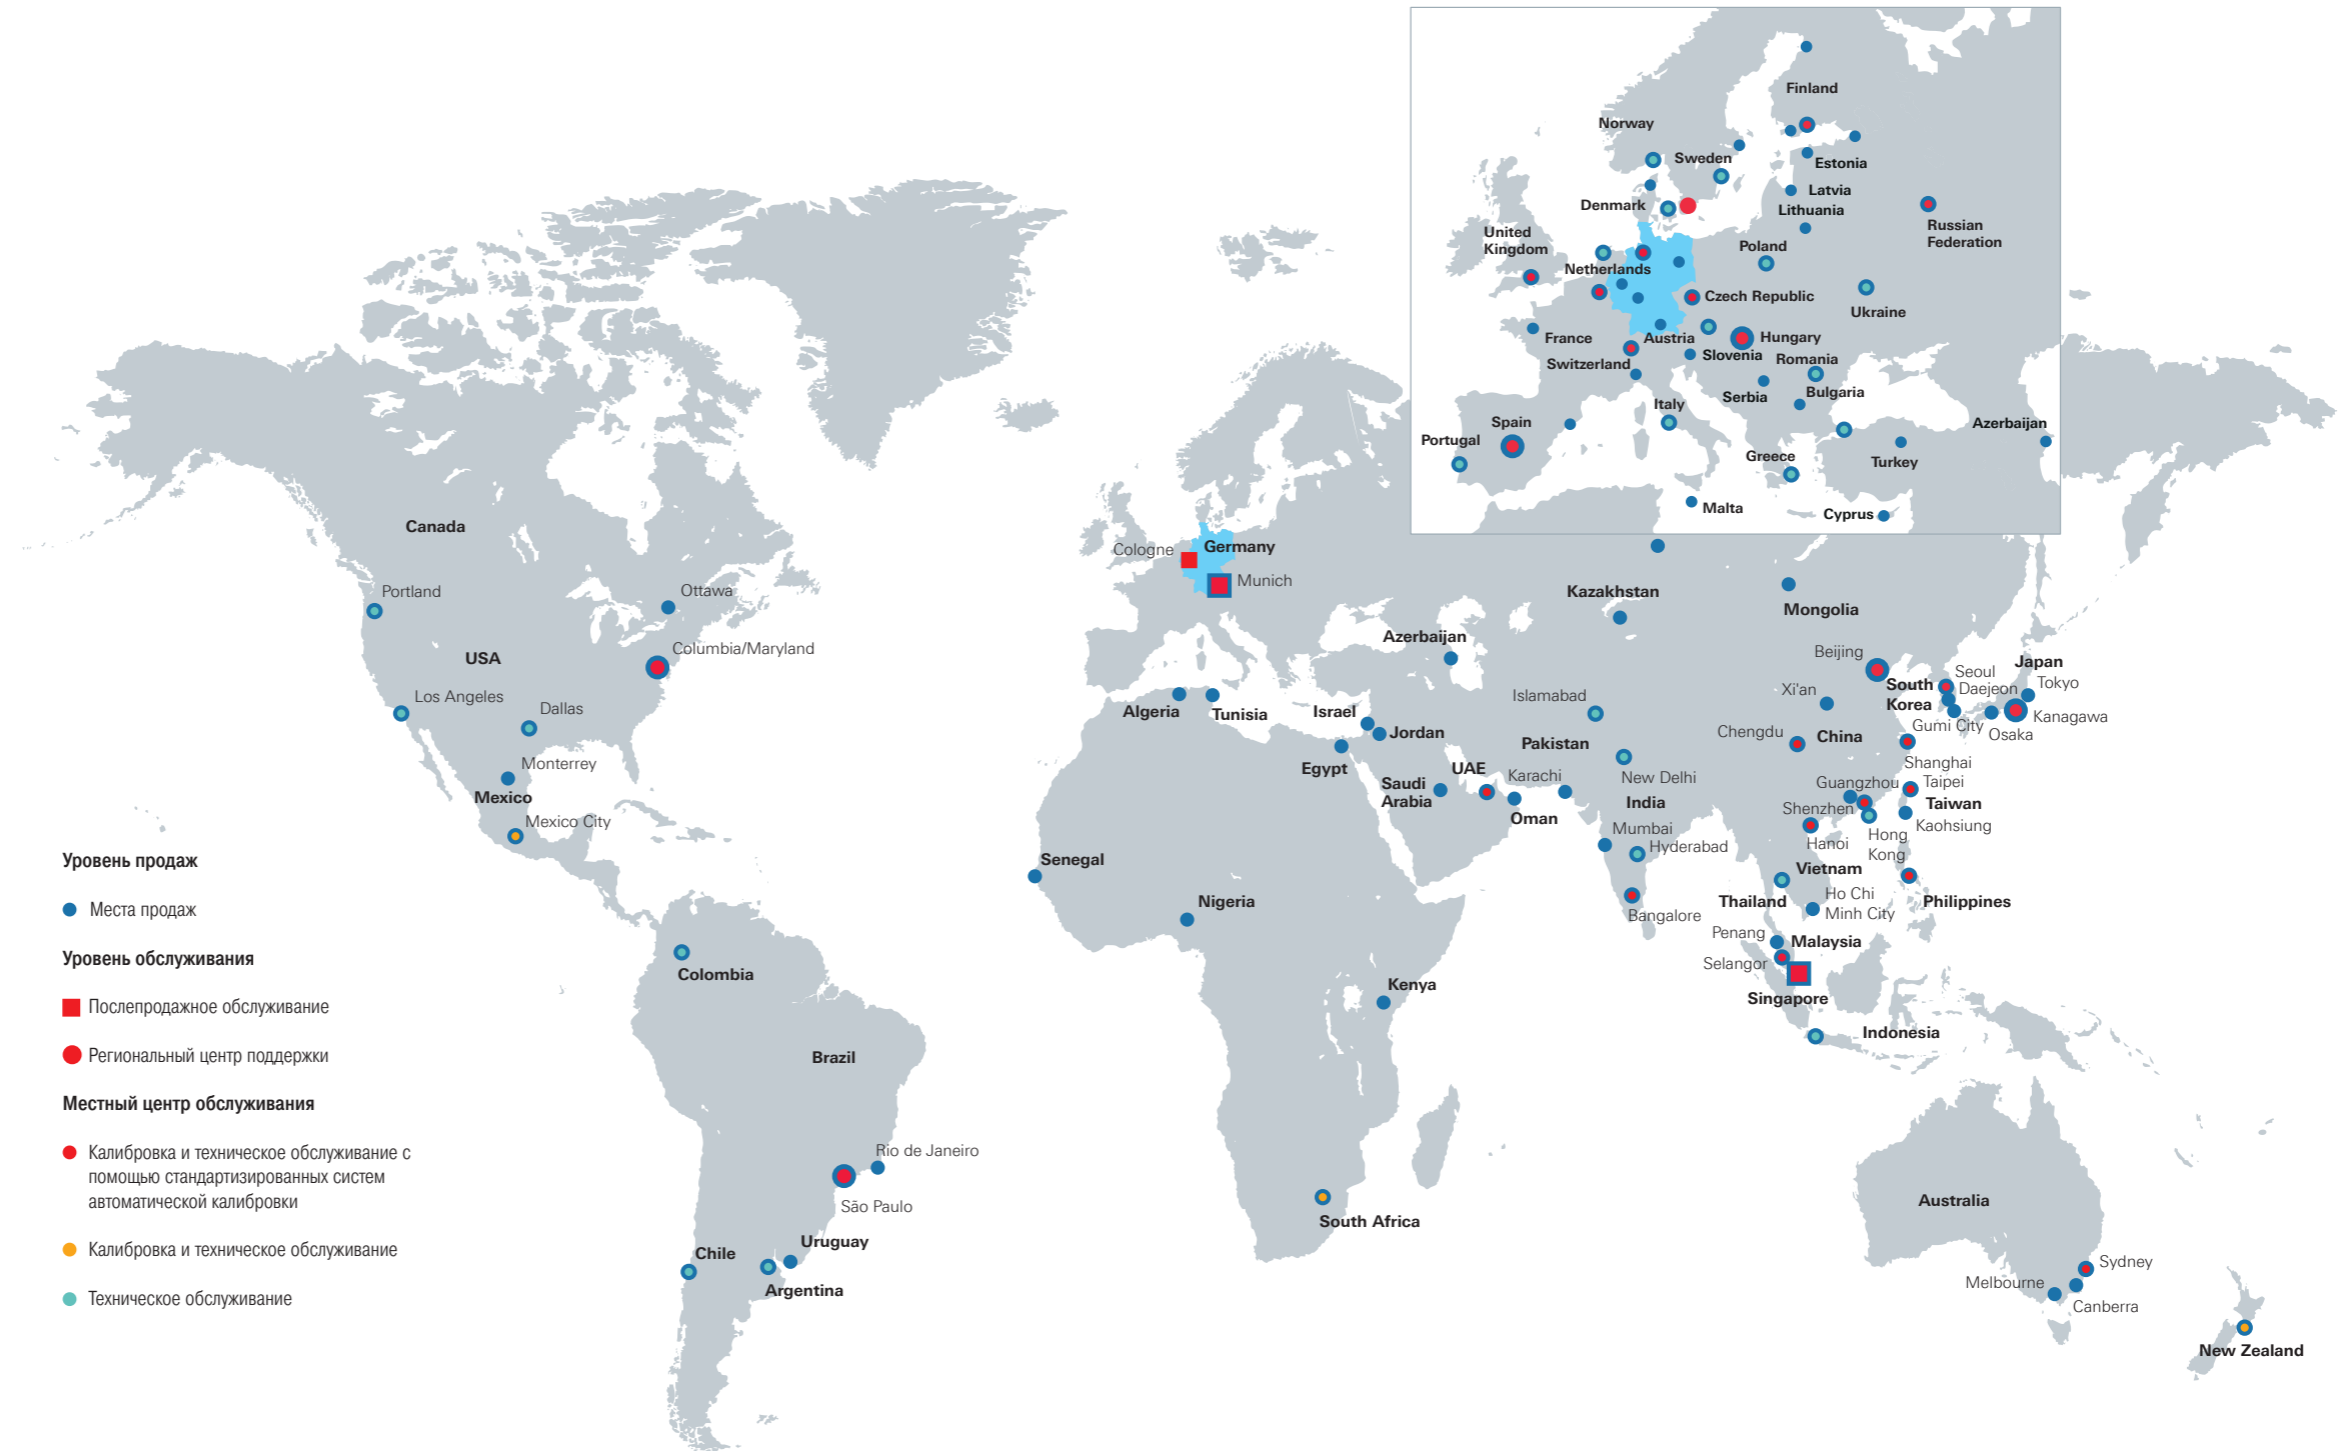 Finland
Norway
Sweden
Estonia
Latvia
Denmark
Lithuania
United
Kingdom
Russian
Federation
Poland
Netherlands
Czech Republic
Ukraine
France
Austria
Hungary
Switzerland
Slovenia
Romania
Serbia
Bulgaria
Italy
Spain
Portugal
Azerbaijan
Greece
Turkey
Malta
Cyprus
Canada
Portland
Ottawa
USA
Columbia/Maryland
Los Angeles
Dallas
Monterrey
Mexico
Mexico City
Cologne
Germany
Munich
Kazakhstan
Mongolia
Azerbaijan
Beijing
Seoul
Japan
Daejeon
Tokyo
South
Korea
Xi'an
Islamabad
Algeria
Tunisia
Israel
Jordan
Gumi City
Kanagawa
Osaka
Chengdu
China
Pakistan
Egypt
UAE
Karachi
New Delhi
Shanghai
Saudi
Arabia
Guangzhou
Taipei
India
Shenzhen
Taiwan
Oman
Mumbai
Kaohsiung
Hyderabad
Hanoi
Hong
Kong
Senegal
Vietnam
Nigeria
Thailand
Ho Chi
Minh City
Philippines
Bangalore
Penang
Malaysia
Selangor
Colombia
Kenya
Singapore
Indonesia
Brazil
Rio de Janeiro
São Paulo
South Africa
Australia
Chile
Uruguay
Argentina
Sydney
Melbourne
Canberra
New Zealand
Уровень продаж
Места продаж
Уровень обслуживания
Послепродажное обслуживание
Региональный центр поддержки
Местный центр обслуживания
Калибровка и техническое обслуживание с
помощью стандартизированных систем
автоматической калибровки
Калибровка и техническое обслуживание
Техническое обслуживание